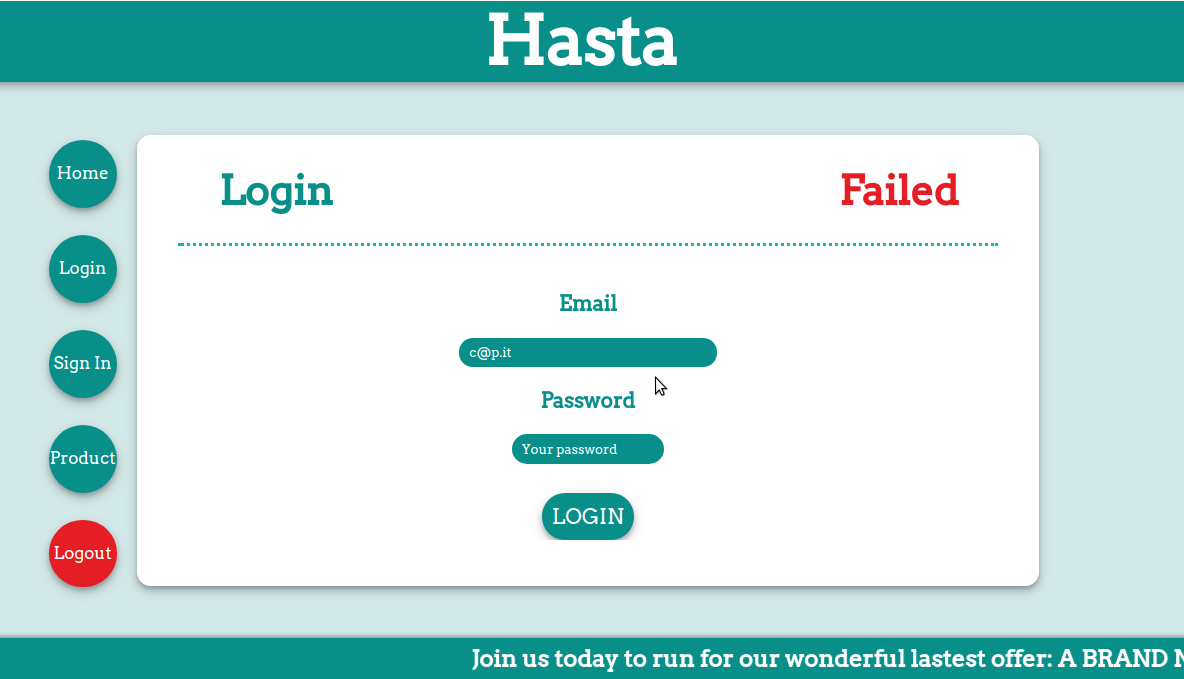 Hasta
Home
Login
Sign In
Product
Logout
Login
Failed
Email
c@p.it
Password
Your password
LOGIN
Join us today to run for our wonderful lastest offer: A BRAND